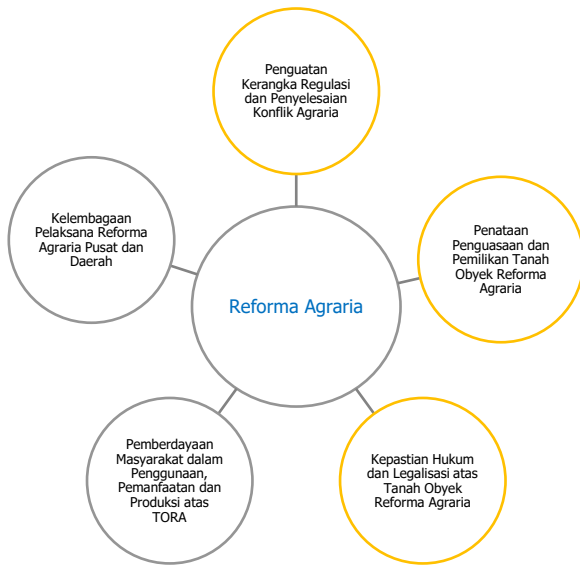 Penguatan
Kerangka Regulasi
dan Penyelesaian
Konflik Agraria
Kelembagaan
Pelaksana Reforma
Agraria Pusat dan
Daerah
Penataan
Penguasaan dan
Pemilikan Tanah
Obyek Reforma
Agraria
Reforma Agraria
Pemberdayaan
Masyarakat dalam
Penggunaan,
Pemanfaatan dan
Produksi atas
TORA
Kepastian Hukum
dan Legalisasi atas
Tanah Obyek
Reforma Agraria